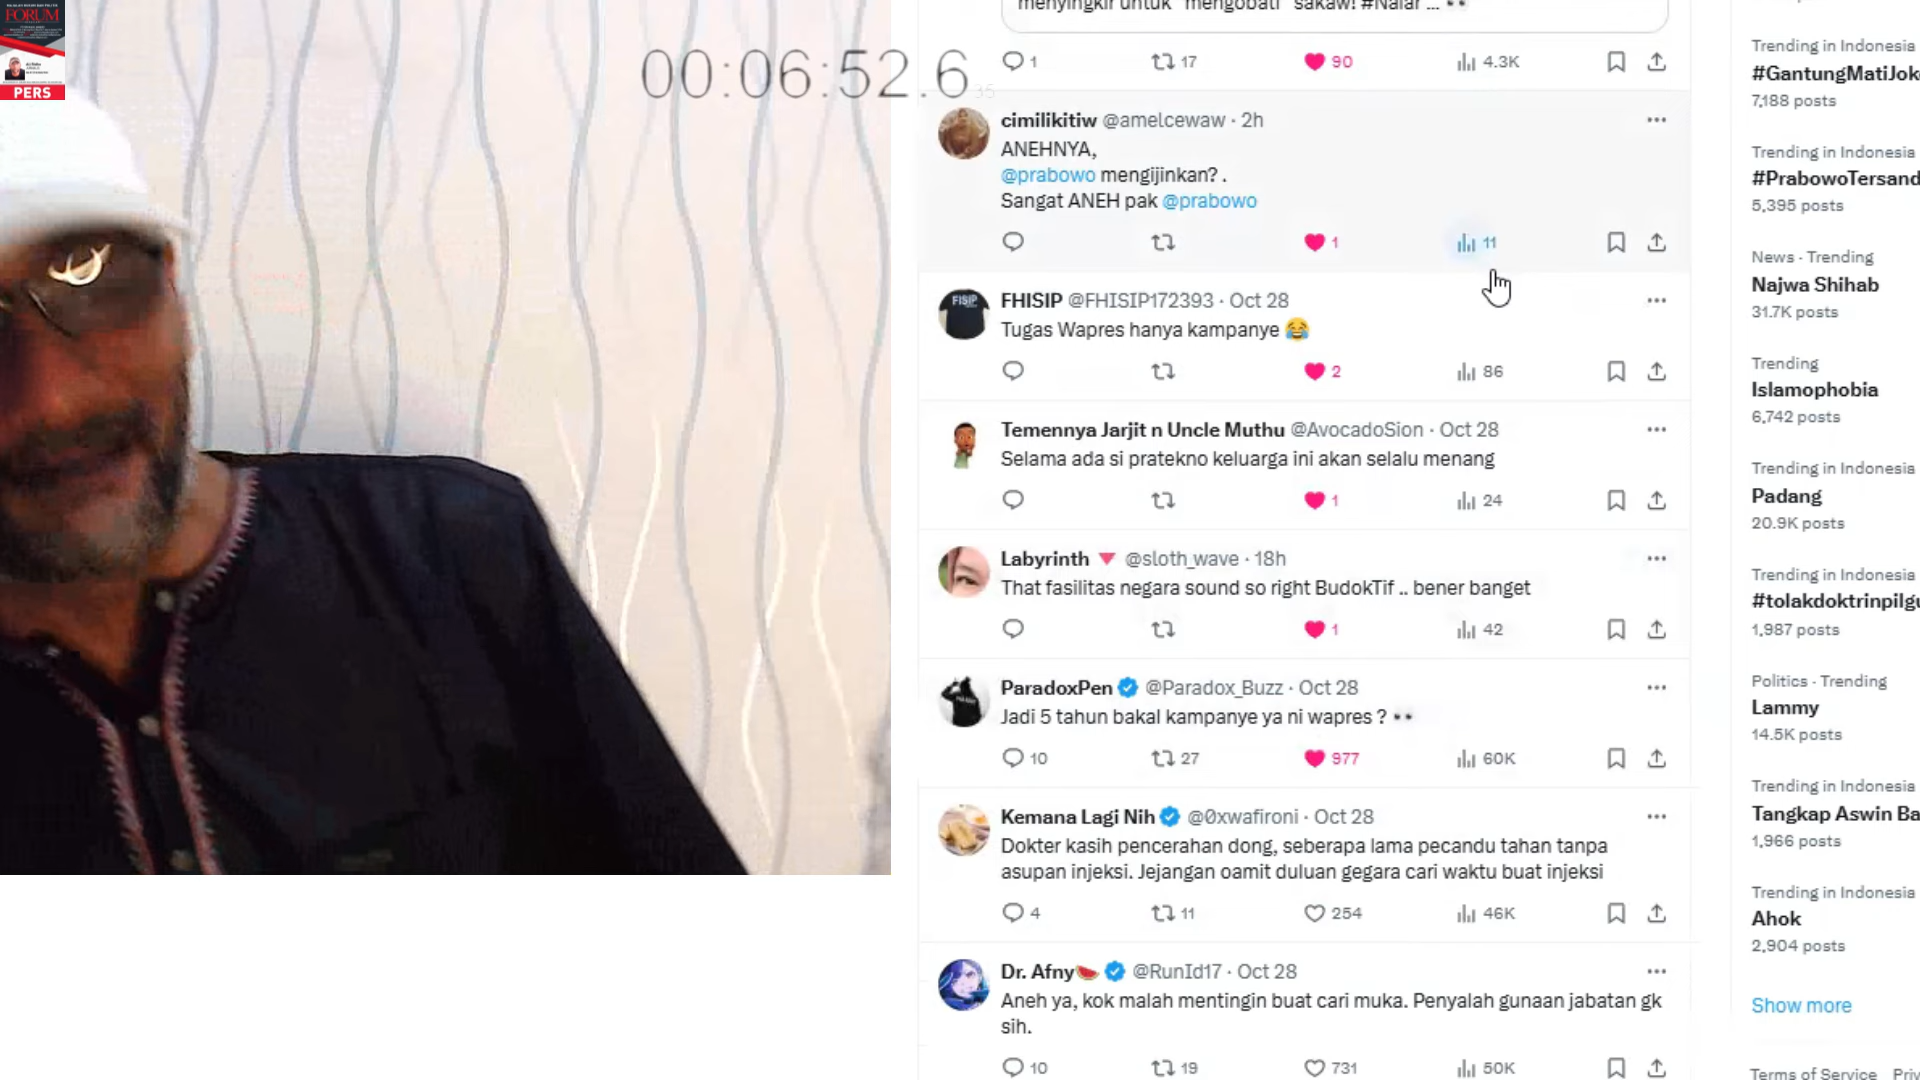 FORUM
PERS
00:06:52.6
35
menyingkir untuk "mengobati" sakaw! #Nalar ... 👀
1 17 90 4.3K
cimilikitiw @amelcewaw · 2h
ANEHNYA,
@prabowo mengijinkan? .
Sangat ANEH pak @prabowo
1 11
FISIP
FHISIP @FHISIP172393 · Oct 28
Tugas Wapres hanya kampanye 😂
2 86
Temennya Jarjit n Uncle Muthu @AvocadoSion · Oct 28
Selama ada si pratekno keluarga ini akan selalu menang
1 24
Labyrinth 🔻 @sloth_wave · 18h
That fasilitas negara sound so right BudokTif .. bener banget
1 42
ParadoxPen @Paradox_Buzz · Oct 28
Jadi 5 tahun bakal kampanye ya ni wapres ? 👀
10 27 977 60K
Kemana Lagi Nih @0xwafironi · Oct 28
Dokter kasih pencerahan dong, seberapa lama pecandu tahan tanpa
asupan injeksi. Jejangan oamit duluan gegara cari waktu buat injeksi
4 11 254 46K
Dr. Afny🍉 @RunId17 · Oct 28
Aneh ya, kok malah mentingin buat cari muka. Penyalah gunaan jabatan gk
sih.
10 19 731 50K
Trending in Indonesia
#GantungMatiJok
7,188 posts
Trending in Indonesia
#PrabowoTersand
5,395 posts
News · Trending
Najwa Shihab
31.7K posts
Trending
Islamophobia
6,742 posts
Trending in Indonesia
Padang
20.9K posts
Trending in Indonesia
#tolakdoktrinpilgu
1,987 posts
Politics · Trending
Lammy
14.5K posts
Trending in Indonesia
Tangkap Aswin Ba
1,966 posts
Trending in Indonesia
Ahok
2,904 posts
Show more
Terms of Service Priv